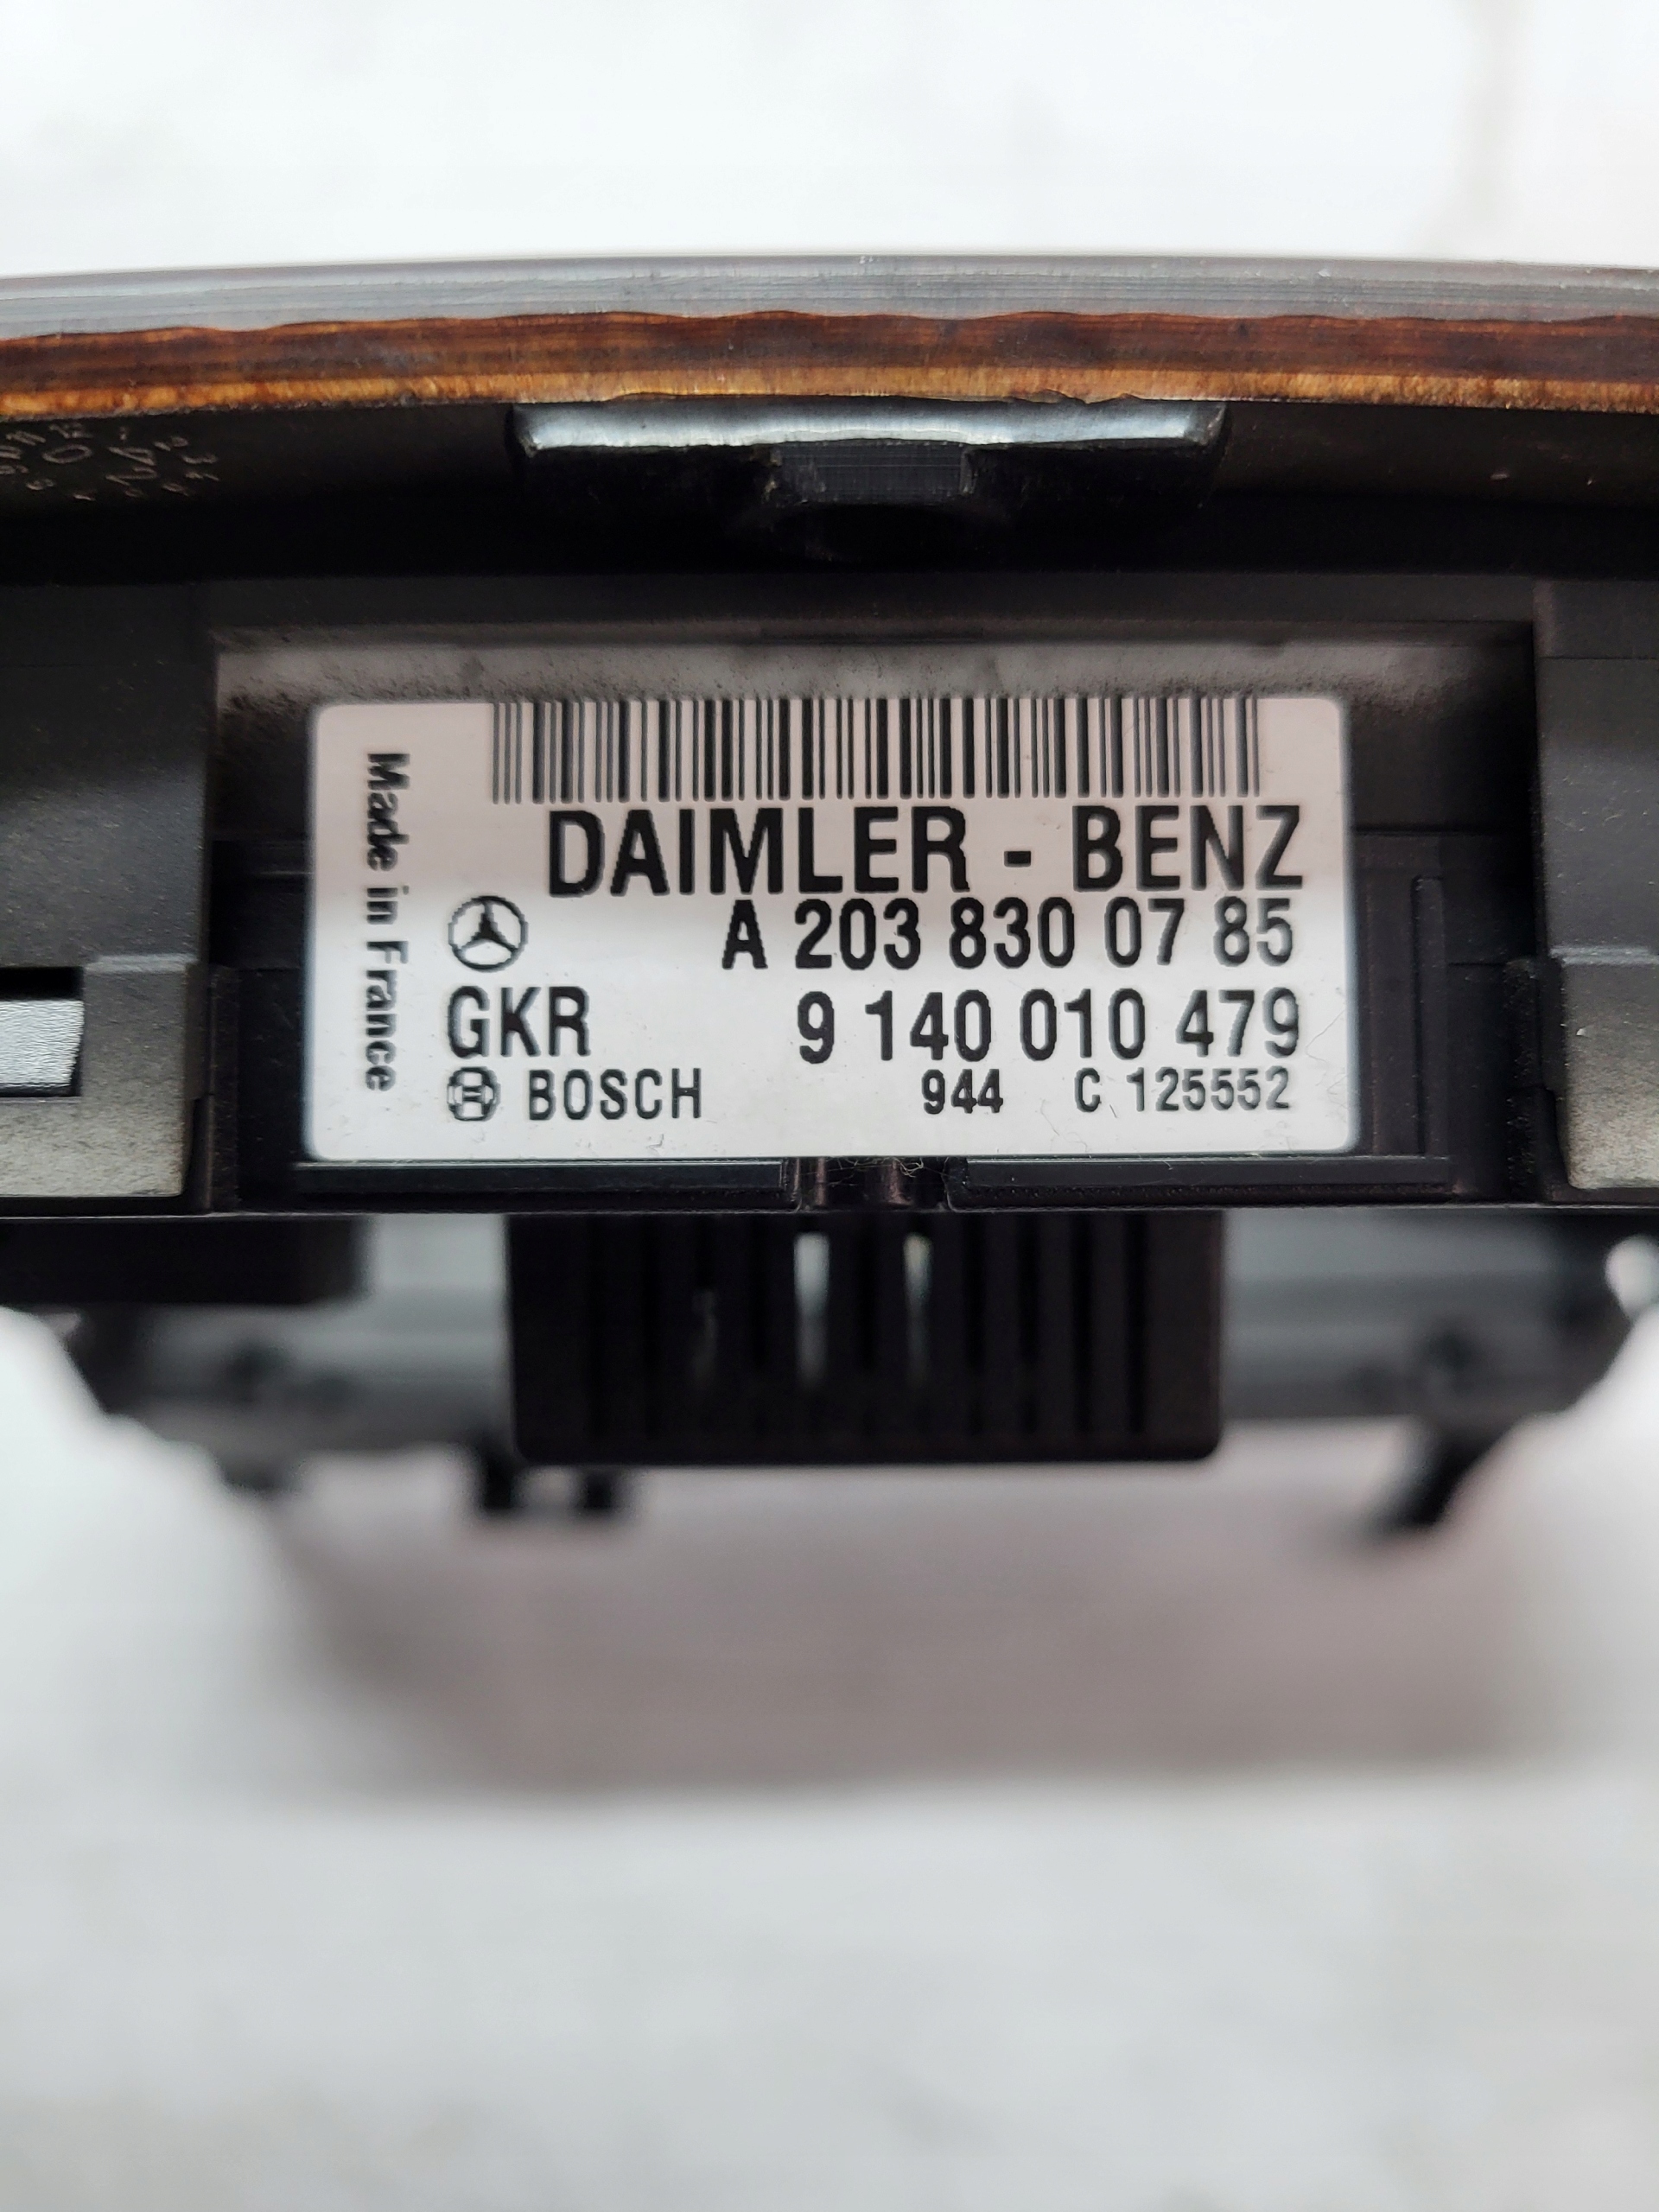 Made in France
DAIMLER - BENZ
A 203 830 07 85
GKR 9 140 010 479
BOSCH 944 C 125552